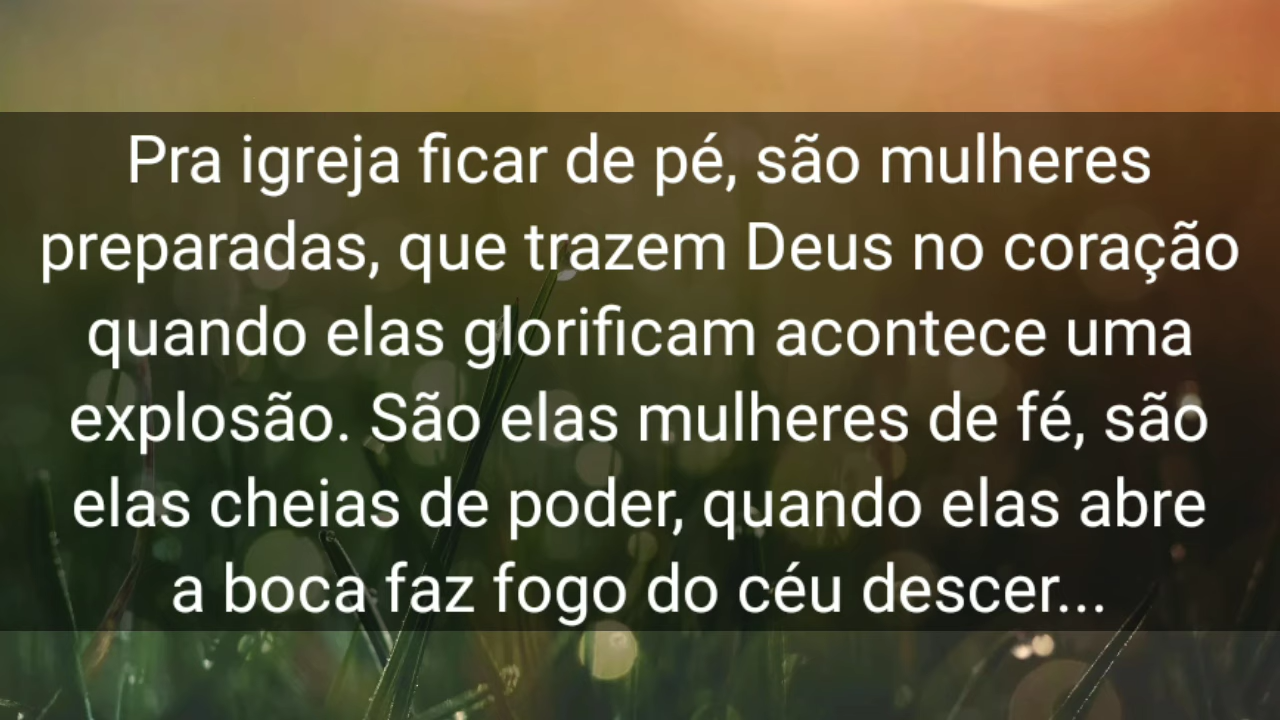 Pra igreja ficar de pé, são mulheres
preparadas, que trazem Deus no coração
quando elas glorificam acontece uma
explosão. São elas mulheres de fé, são
elas cheias de poder, quando elas abre
a boca faz fogo do céu descer...